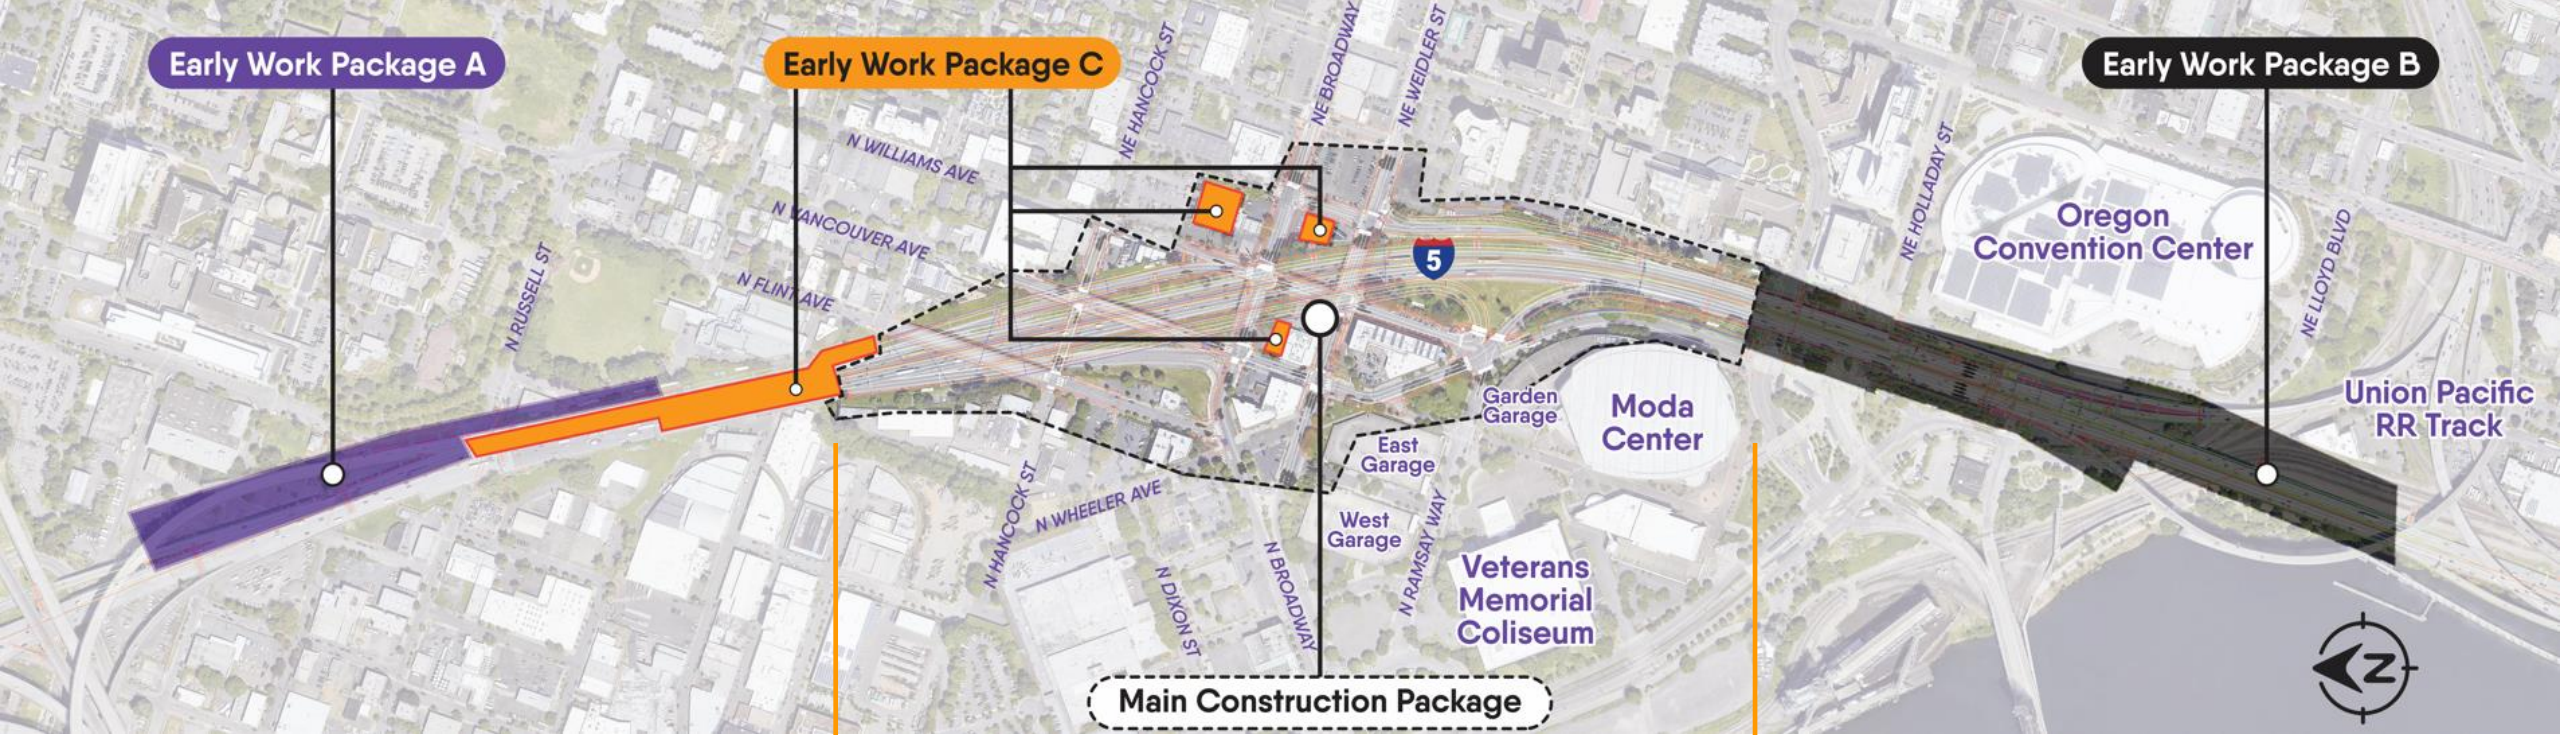 Early Work Package A
Early Work Package C
Early Work Package B
NE HANCOCK ST
NE BROADWAY
NE WEIDLER ST
N WILLIAMS AVE
N VANCOUVER AVE
N FLINT AVE
N RUSSELL ST
5
NE HOLLADAY ST
Oregon
Convention Center
NE LLOYD BLVD
Union Pacific
RR Track
Garden
Garage
Moda
Center
East
Garage
West
Garage
N HANCOCK ST
N WHEELER AVE
N DIXON ST
N BROADWAY
N RAMSAY WAY
Veterans
Memorial
Coliseum
Main Construction Package
Z